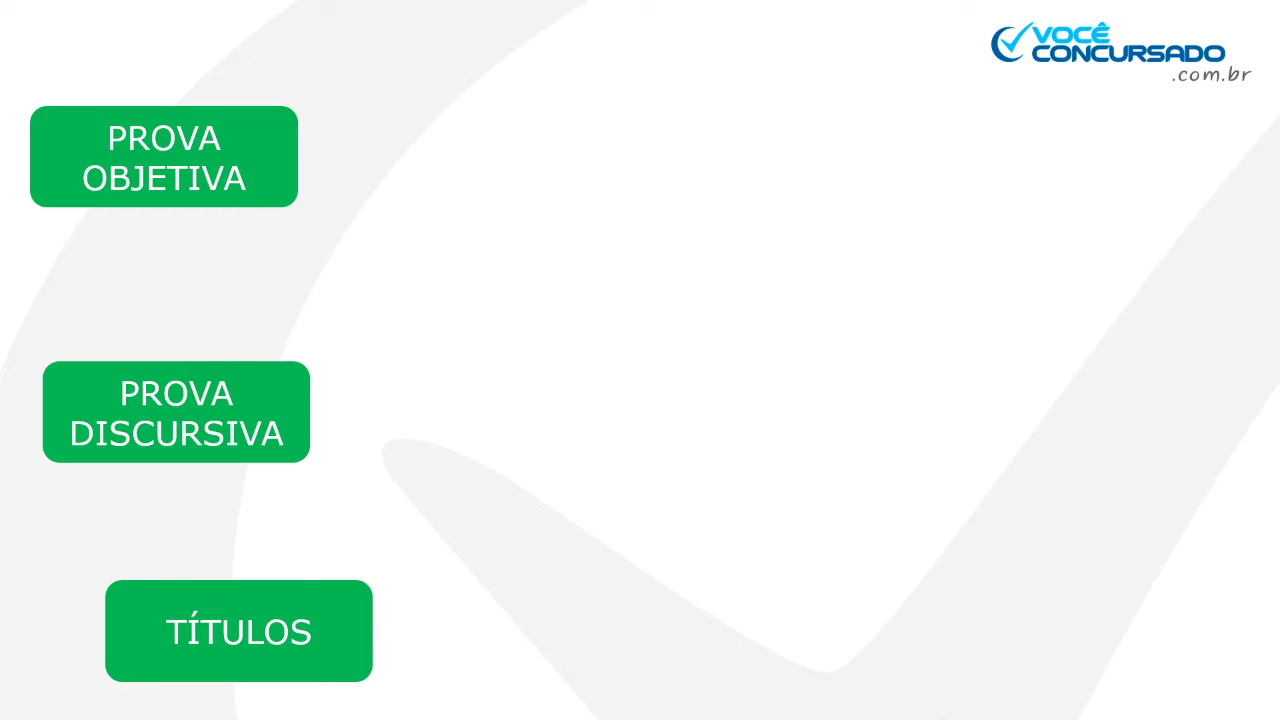 VOCÊ
CONCURSADO
.com.br
PROVA
OBJETIVA
PROVA
DISCURSIVA
TÍTULOS